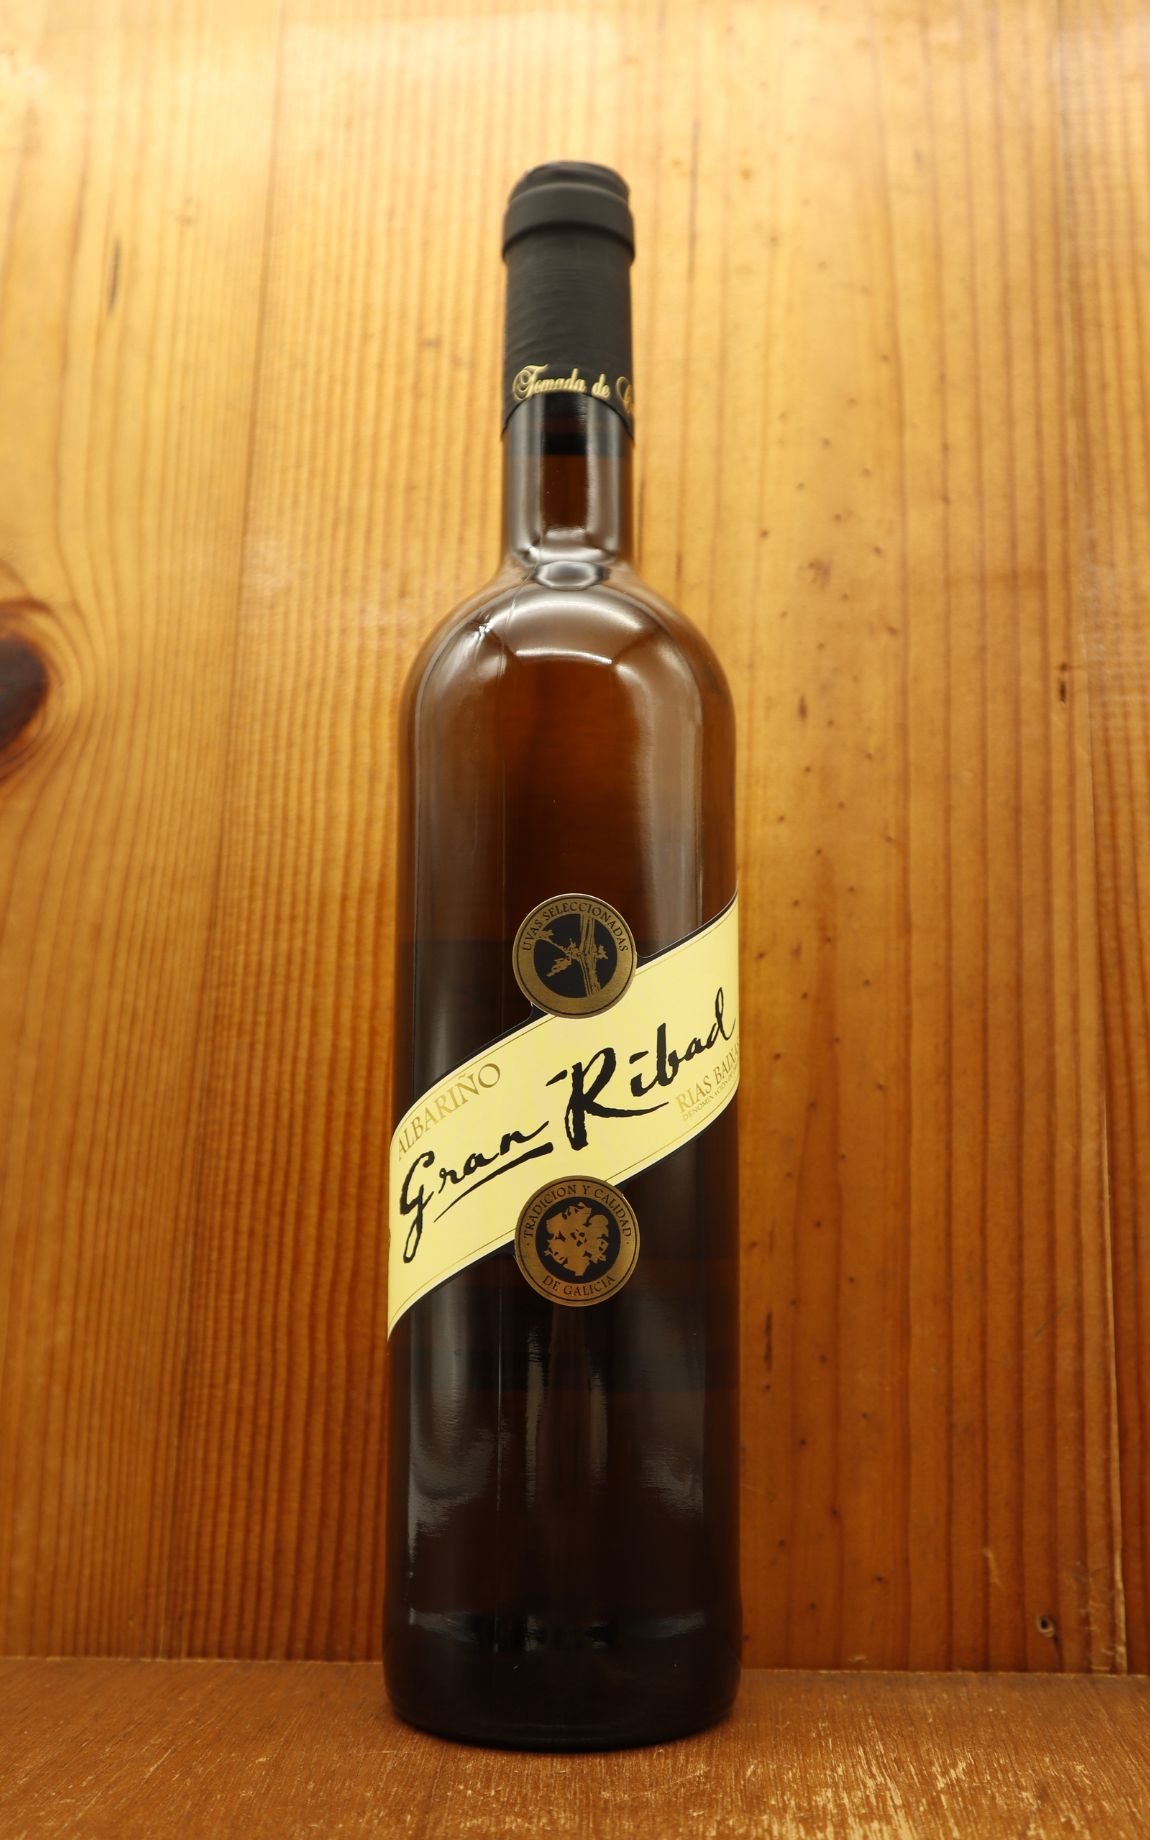 Tomada de
UVAS SELECCIONADAS
ALBARIÑO
Gran Ribad
RIAS BAIXAS
TRADICION Y CALIDAD
DE GALICIA